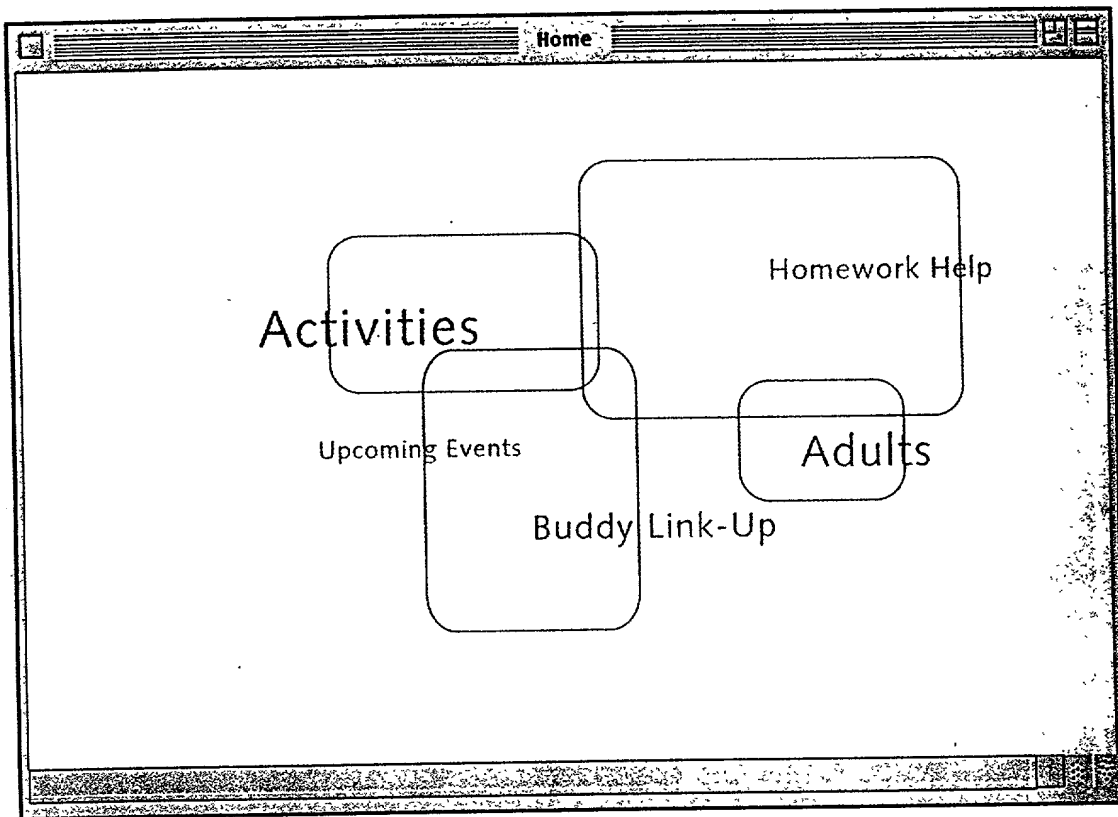 Home
Homework Help
Activities
Upcoming Events
Adults
Buddy Link-Up